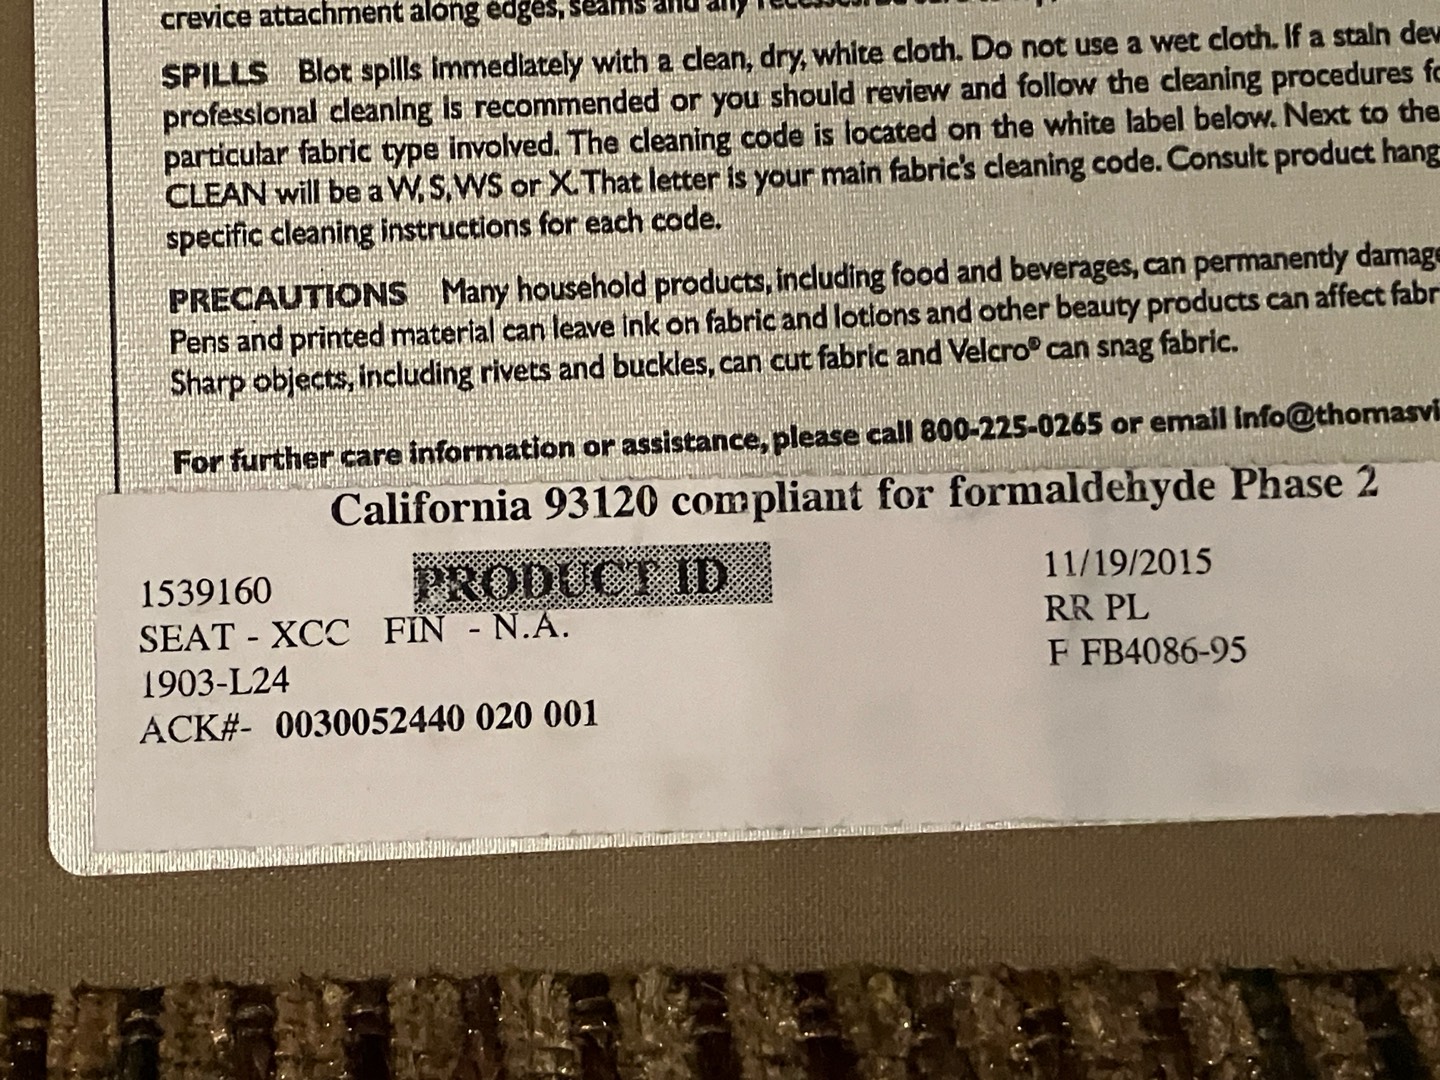 crevice attachment along edges, seams and any
SPILLS Blot spills immediately with a clean, dry, white cloth. Do not use a wet cloth. If a stain dev
professional cleaning is recommended or you should review and follow the cleaning procedures fo
particular fabric type involved. The cleaning code is located on the white label below. Next to the
CLEAN will be a W, S, WS or X. That letter is your main fabric's cleaning code. Consult product hang
specific cleaning instructions for each code.
PRECAUTIONS Many household products, including food and beverages, can permanently damage
Pens and printed material can leave ink on fabric and lotions and other beauty products can affect fabr
Sharp objects, including rivets and buckles, can cut fabric and Velcro® can snag fabric.
For further care information or assistance, please call 800-225-0265 or email info@thomasvi
California 93120 compliant for formaldehyde Phase 2
1539160 PRODUCT ID 11/19/2015
SEAT - XCC FIN - N.A. RR PL
1903-L24 F FB4086-95
ACK#- 0030052440 020 001